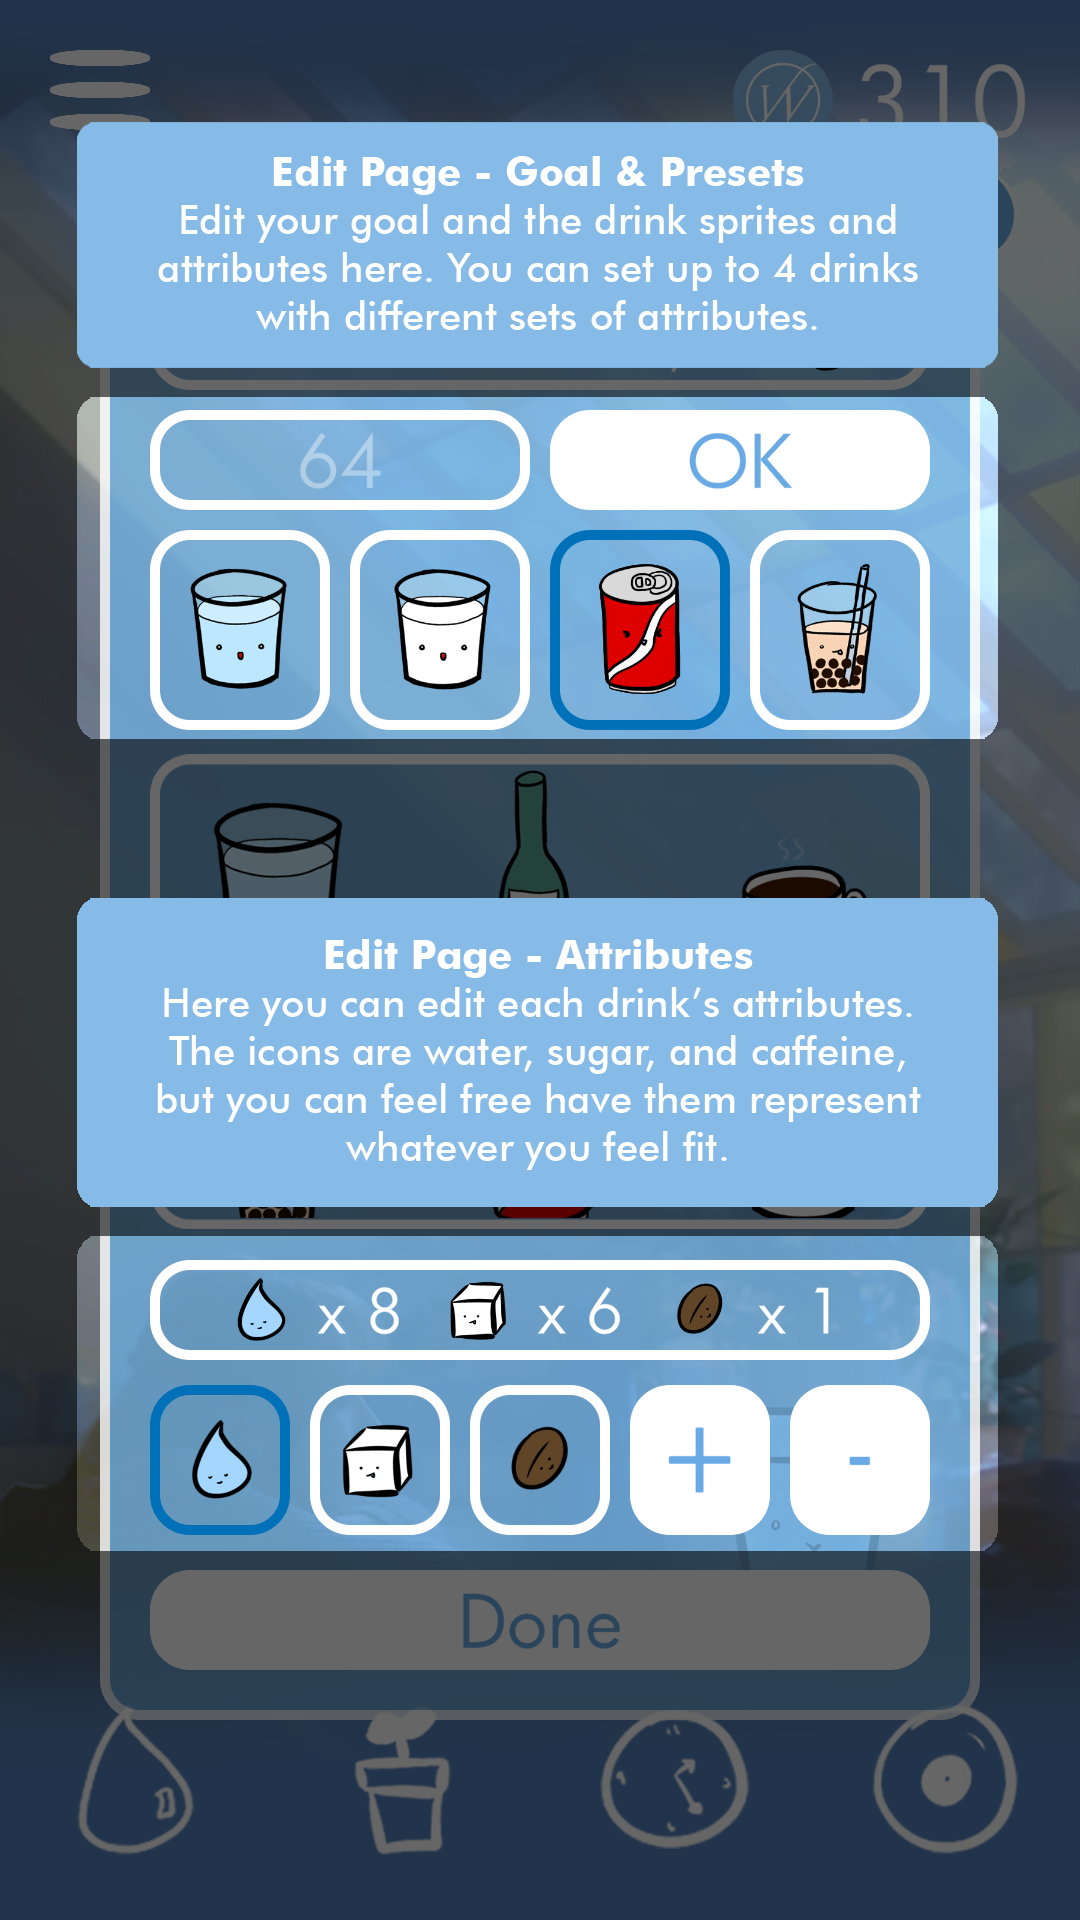 W 310
Edit Page - Goal & Presets
Edit your goal and the drink sprites and
attributes here. You can set up to 4 drinks
with different sets of attributes.
64 OK
Edit Page - Attributes
Here you can edit each drink’s attributes.
The icons are water, sugar, and caffeine,
but you can feel free have them represent
whatever you feel fit.
x 8 x 6 x 1
+ -
Done